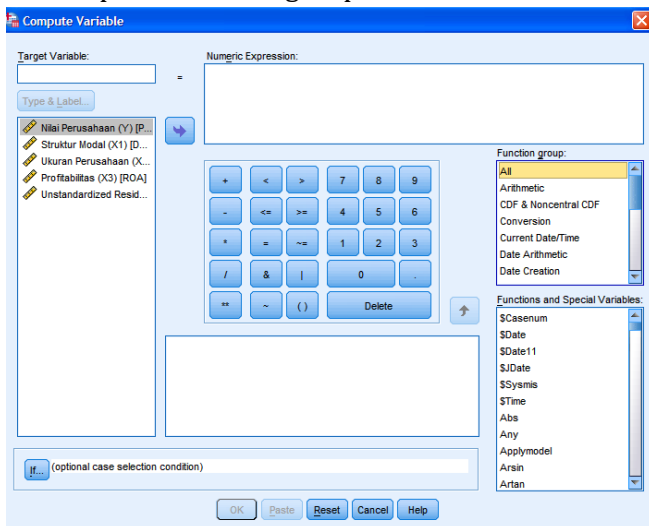 Compute Variable
Target Variable:
Numeric Expression:
=
Type & Label...
Nilai Perusahaan (Y) [P...
Struktur Modal (X1) [D...
Ukuran Perusahaan (X...
Profitabilitas (X3) [ROA]
Unstandardized Resid...
+ < > 7 8 9
- <= >= 4 5 6
* = ~= 1 2 3
/ & | 0 .
** ~ ( ) Delete
Function group:
All
Arithmetic
CDF & Noncentral CDF
Conversion
Current Date/Time
Date Arithmetic
Date Creation
Functions and Special Variables:
$Casenum
$Date
$Date11
$JDate
$Sysmis
$Time
Abs
Any
Applymodel
Arsin
Artan
If... (optional case selection condition)
OK Paste Reset Cancel Help